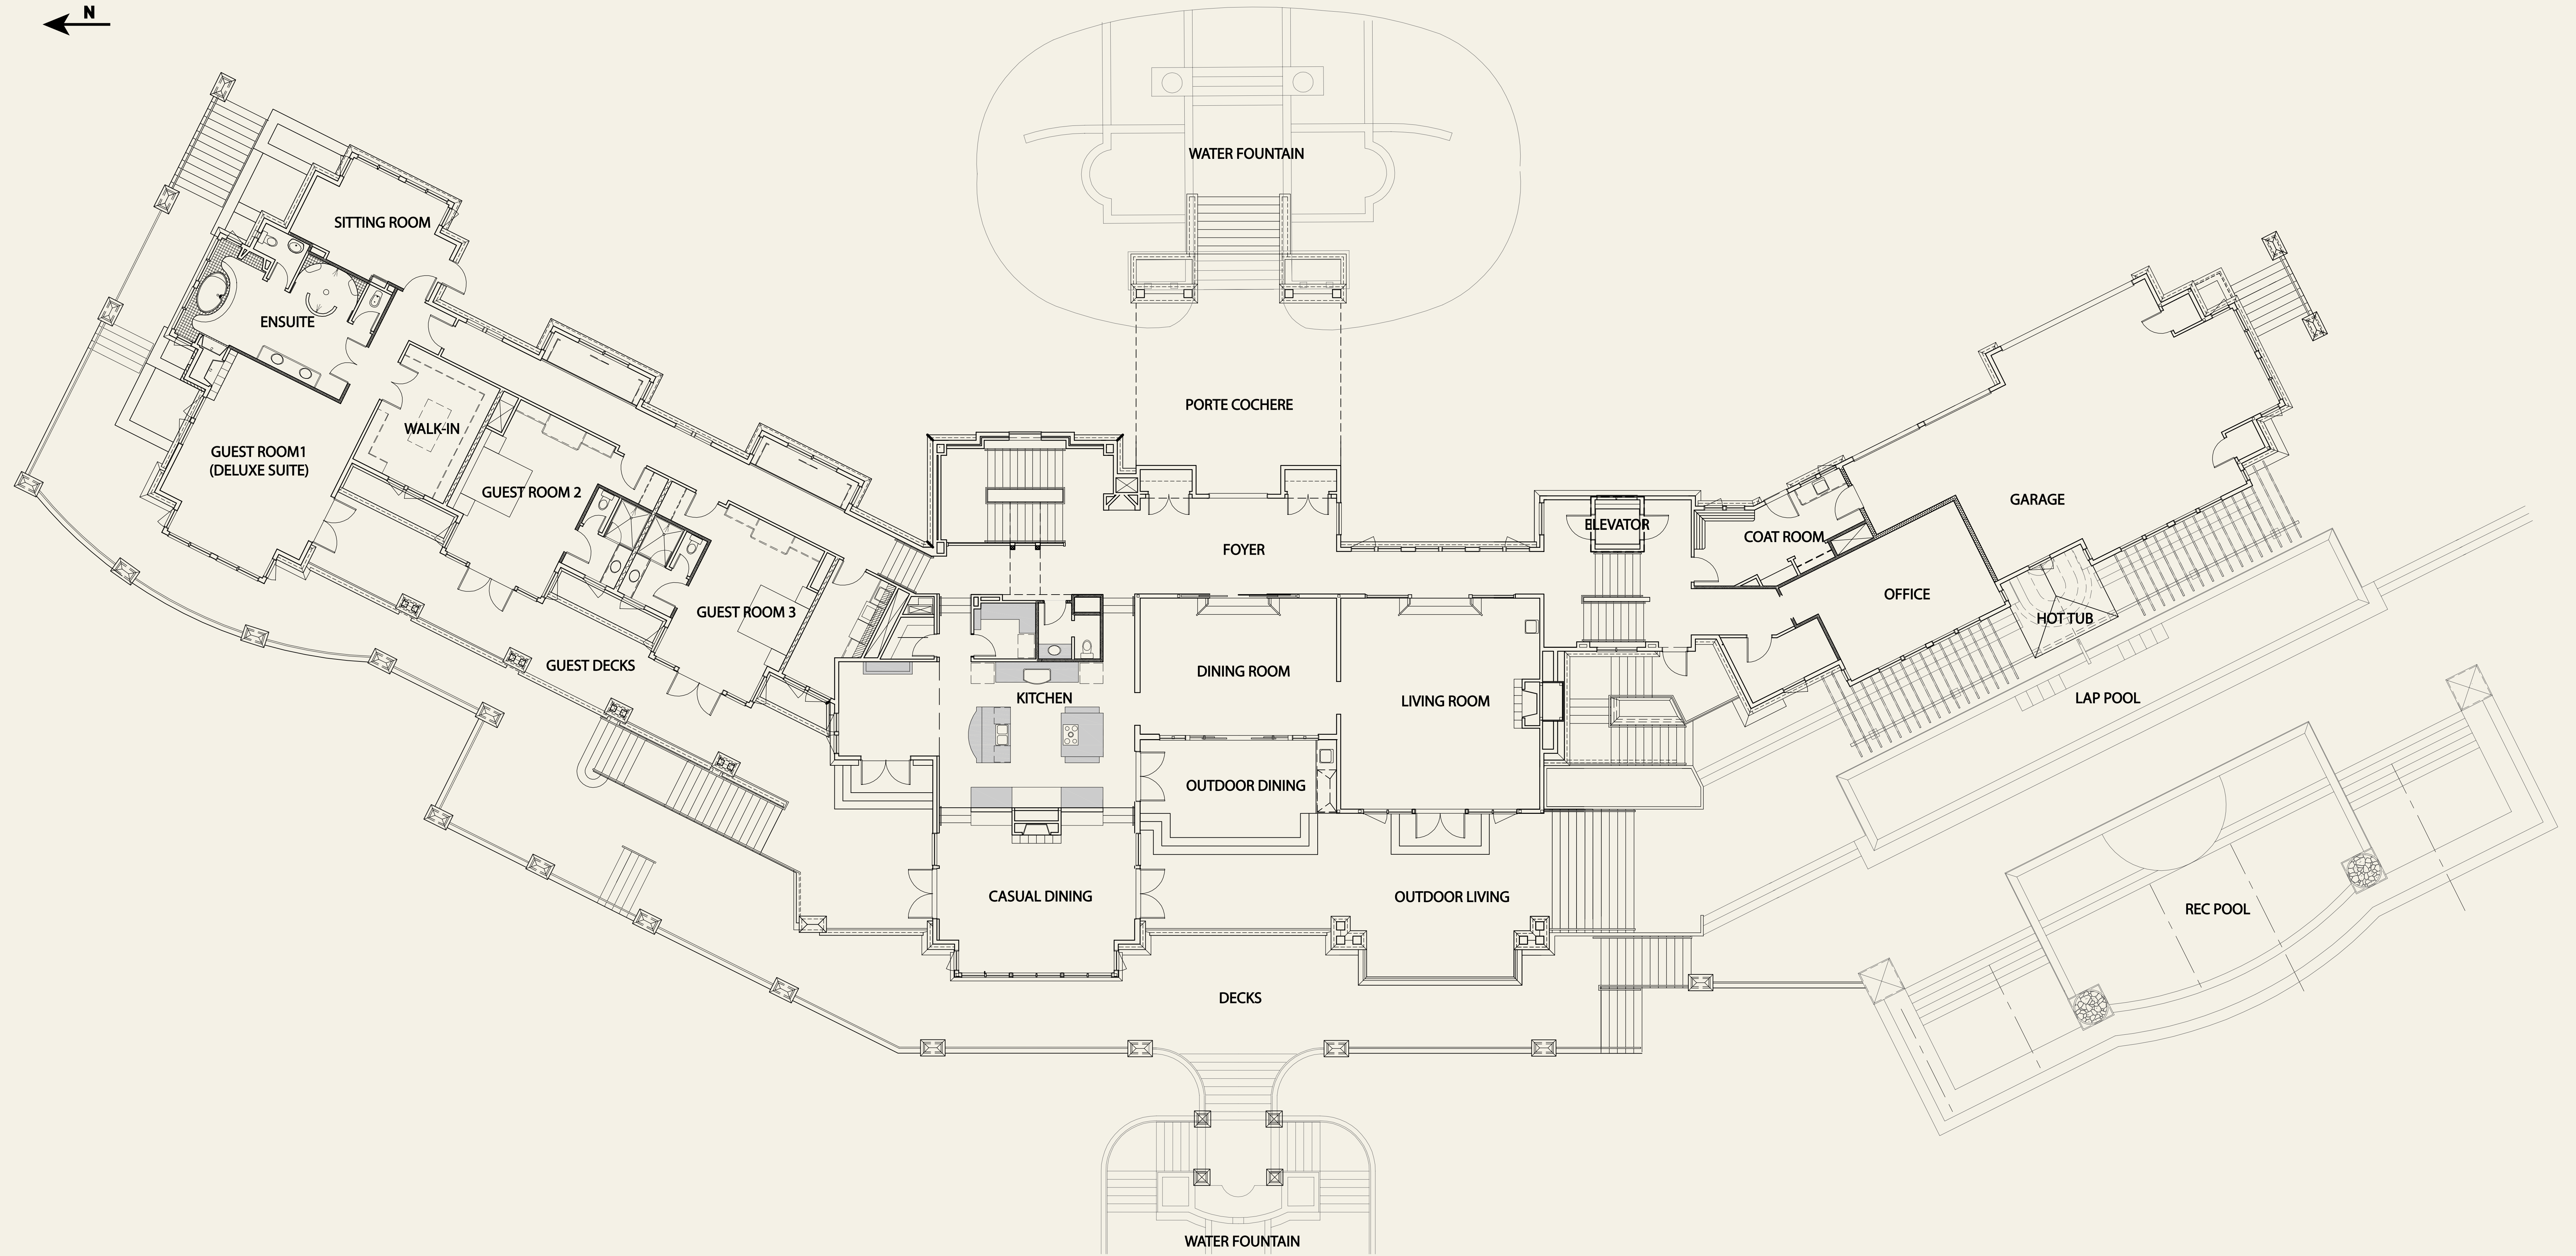 N
WATER FOUNTAIN
SITTING ROOM
ENSUITE
PORTE COCHERE
WALK-IN
GUEST ROOM1
(DELUXE SUITE)
GUEST ROOM 2
GARAGE
ELEVATOR
COAT ROOM
FOYER
OFFICE
GUEST ROOM 3
HOT TUB
GUEST DECKS
DINING ROOM
KITCHEN
LIVING ROOM
LAP POOL
OUTDOOR DINING
CASUAL DINING
OUTDOOR LIVING
REC POOL
DECKS
WATER FOUNTAIN